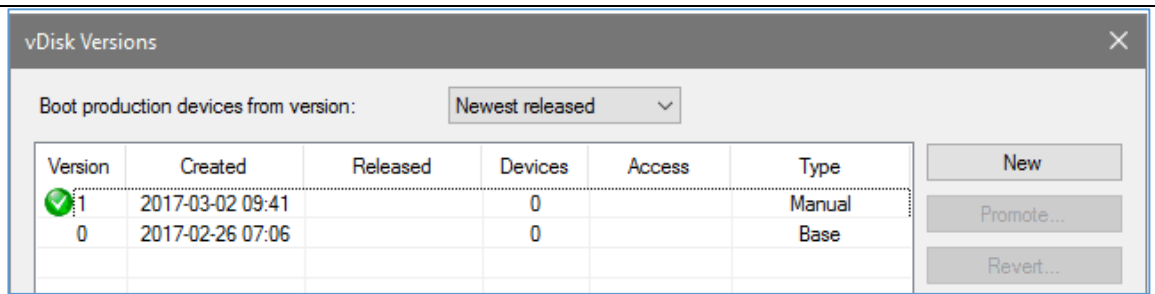 vDisk Versions
Boot production devices from version: Newest released
Version Created Released Devices Access Type New
1 2017-03-02 09:41 0 Manual Promote...
0 2017-02-26 07:06 0 Base
Revert...